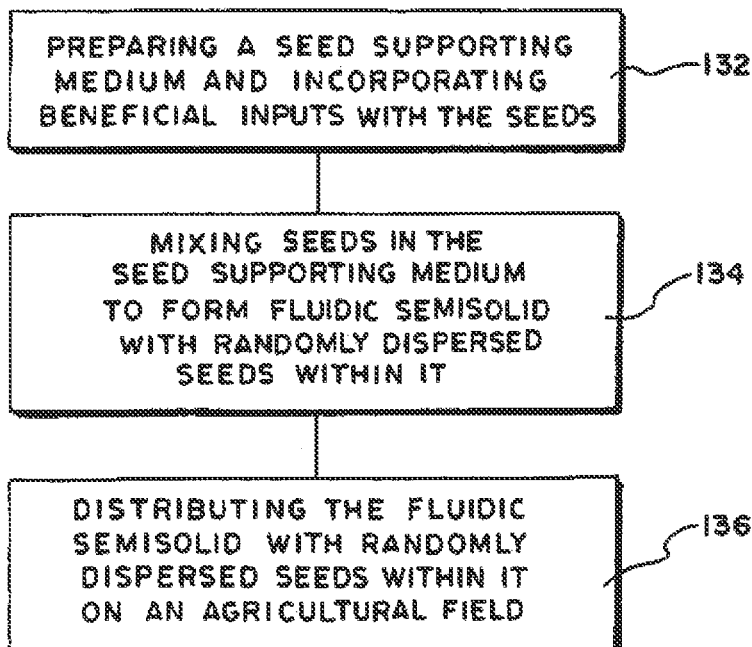 PREPARING A SEED SUPPORTING
MEDIUM AND INCORPORATING
BENEFICIAL INPUTS WITH THE SEEDS
132
MIXING SEEDS IN THE
SEED SUPPORTING MEDIUM
TO FORM FLUIDIC SEMISOLID
WITH RANDOMLY DISPERSED
SEEDS WITHIN IT
134
DISTRIBUTING THE FLUIDIC
SEMISOLID WITH RANDOMLY
DISPERSED SEEDS WITHIN IT
ON AN AGRICULTURAL FIELD
136